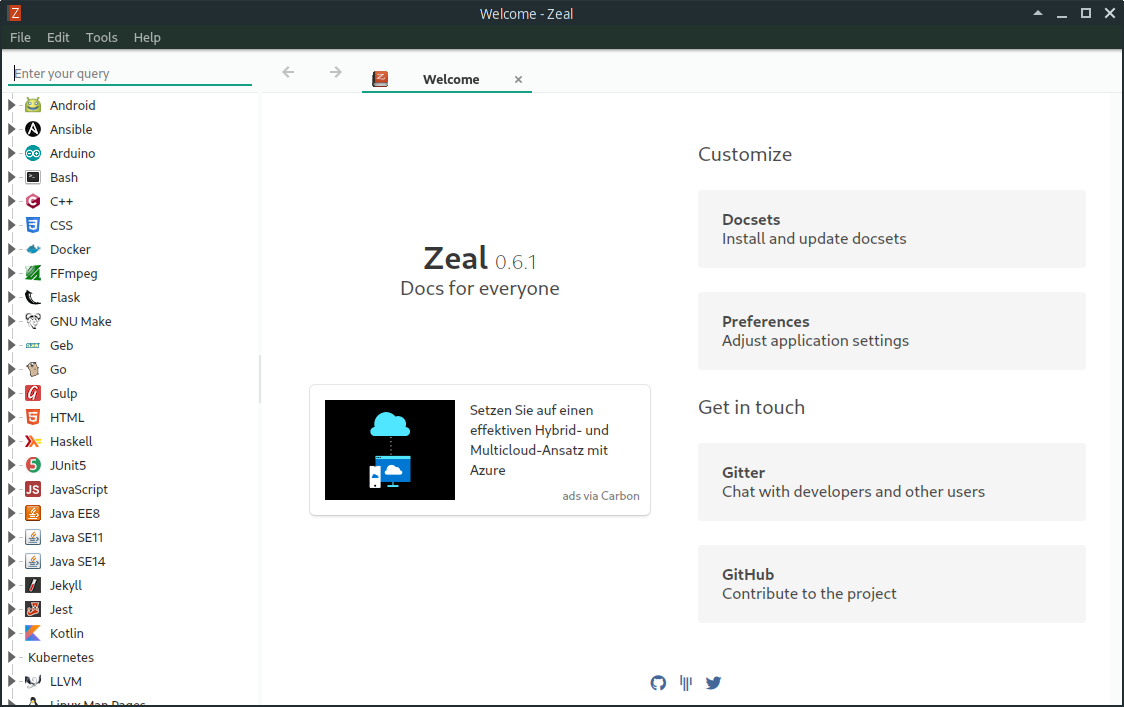 Welcome - Zeal
File Edit Tools Help
Enter your query
Android
Ansible
Arduino
Bash
C++
CSS
Docker
FFmpeg
Flask
GNU Make
Geb
Go
Gulp
HTML
Haskell
JUnit5
JavaScript
Java EE8
Java SE11
Java SE14
Jekyll
Jest
Kotlin
Kubernetes
LLVM
Linux Man Pages
Welcome
Zeal 0.6.1
Docs for everyone
Setzen Sie auf einen
effektiven Hybrid- und
Multicloud-Ansatz mit
Azure
ads via Carbon
Customize
Docsets
Install and update docsets
Preferences
Adjust application settings
Get in touch
Gitter
Chat with developers and other users
GitHub
Contribute to the project